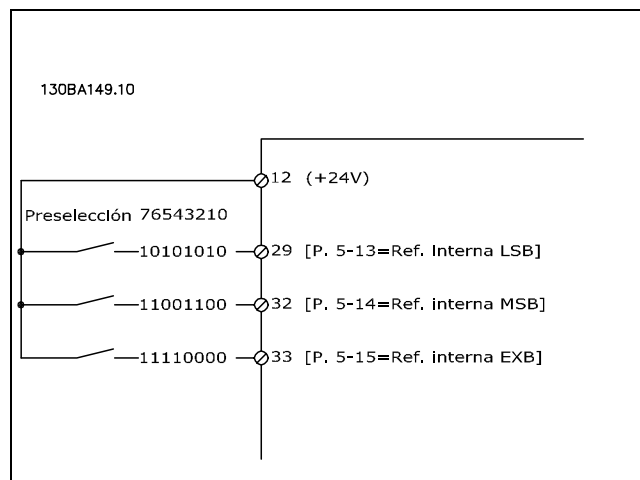 130BA149.10
12 (+24V)
Preselección 76543210
10101010 29 [P. 5-13=Ref. Interna LSB]
11001100 32 [P. 5-14=Ref. interna MSB]
11110000 33 [P. 5-15=Ref. interna EXB]